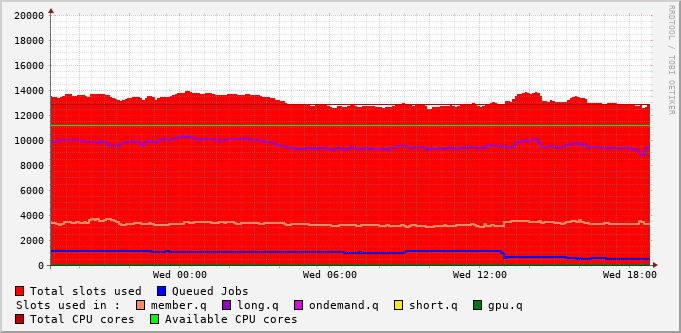 RRDTOOL / TOBI OETIKER
20000
18000
16000
14000
12000
10000
8000
6000
4000
2000
0
Wed 00:00 Wed 06:00 Wed 12:00 Wed 18:00
Total slots used Queued Jobs
Slots used in : member.q long.q ondemand.q short.q gpu.q
Total CPU cores Available CPU cores